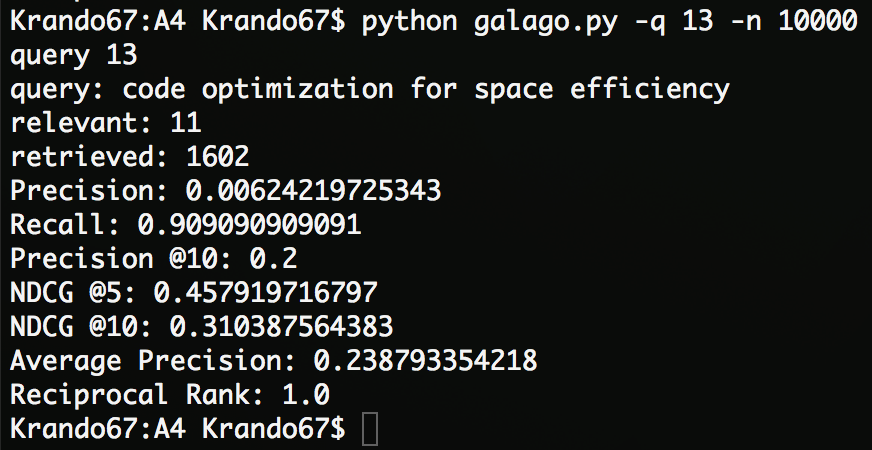 Krando67:A4 Krando67$ python galago.py -q 13 -n 10000
query 13
query: code optimization for space efficiency
relevant: 11
retrieved: 1602
Precision: 0.00624219725343
Recall: 0.909090909091
Precision @10: 0.2
NDCG @5: 0.457919716797
NDCG @10: 0.310387564383
Average Precision: 0.238793354218
Reciprocal Rank: 1.0
Krando67:A4 Krando67$